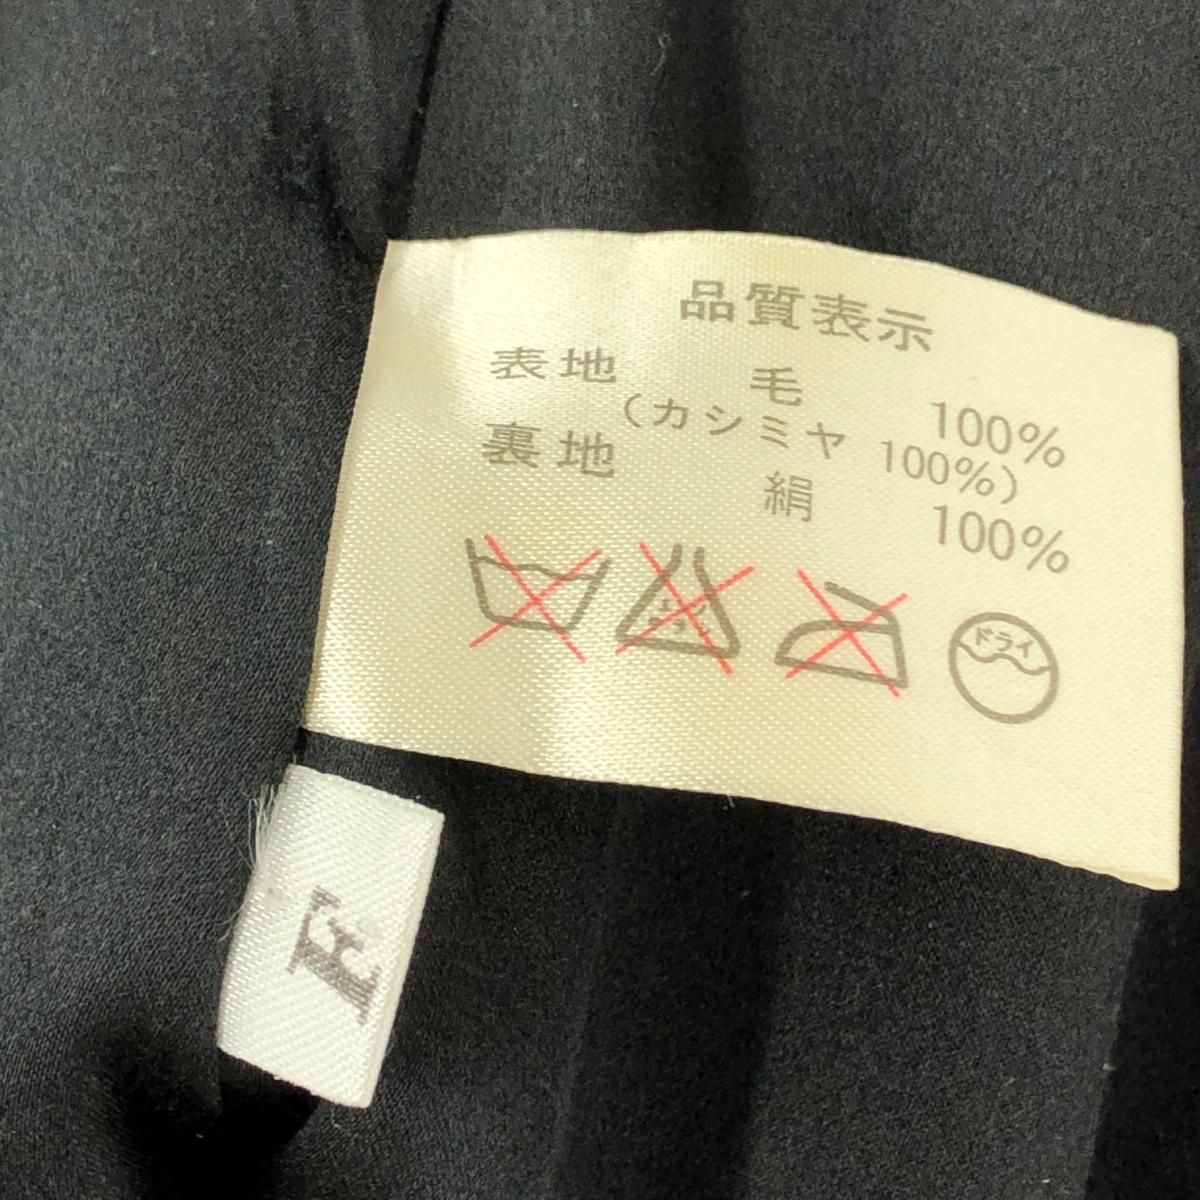 品質表示
表地 毛 100%
(カシミヤ 100%)
裏地 絹 100%
ドライ
F